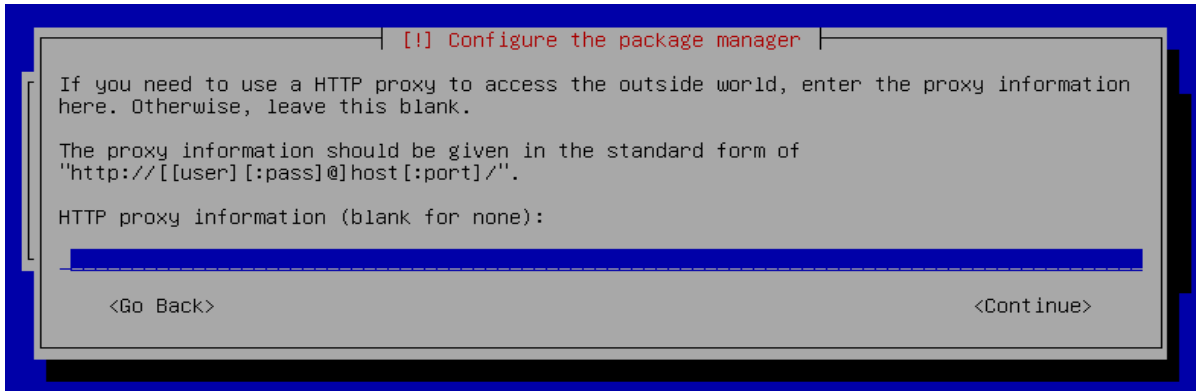 [!] Configure the package manager
If you need to use a HTTP proxy to access the outside world, enter the proxy information
here. Otherwise, leave this blank.
The proxy information should be given in the standard form of
"http://[[user][:pass]@]host[:port]/".
HTTP proxy information (blank for none):
<Go Back> <Continue>